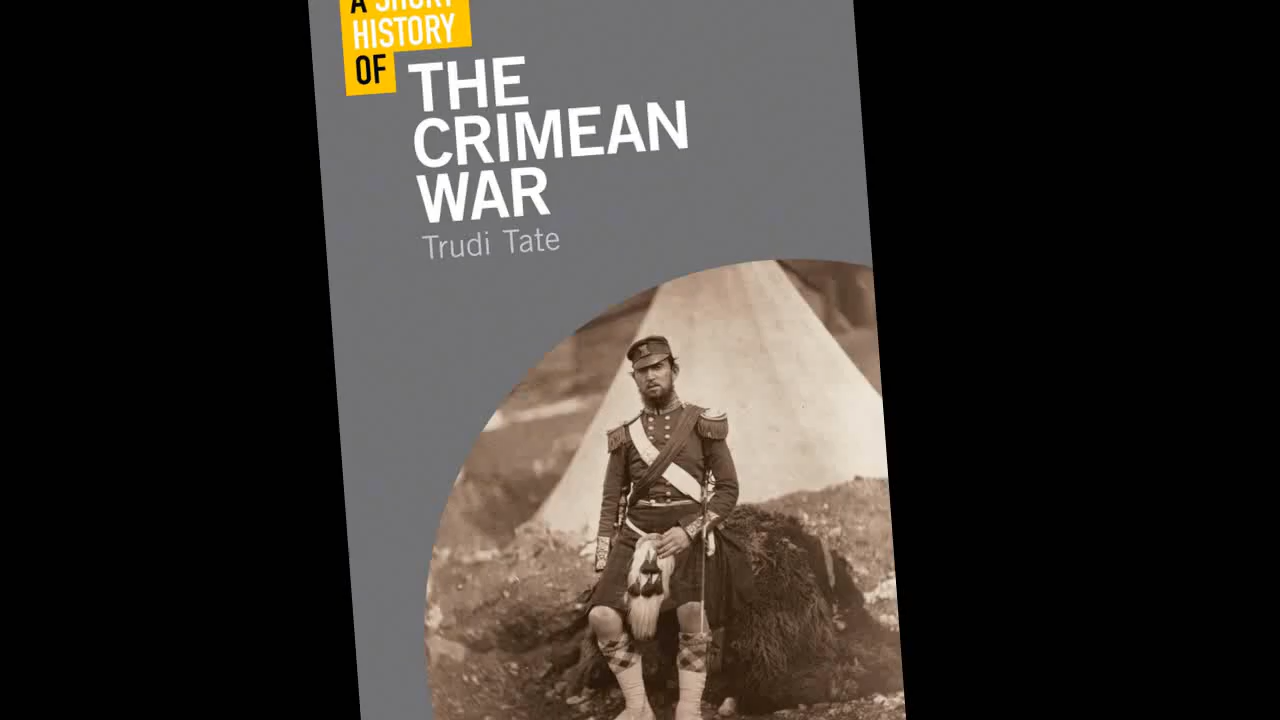 A SHORT
HISTORY
OF
THE
CRIMEAN
WAR
Trudi Tate